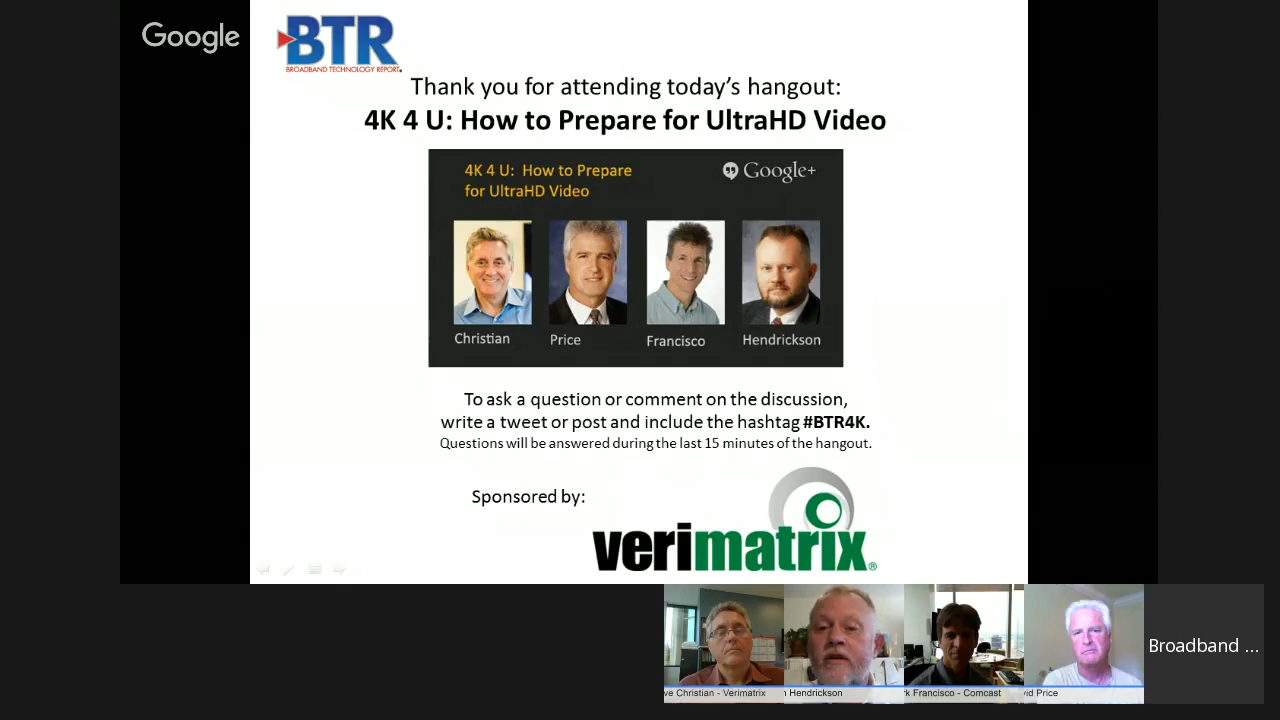 Google
BTR
BROADBAND TECHNOLOGY REPORT
Thank you for attending today's hangout:
4K 4 U: How to Prepare for UltraHD Video
4K 4 U: How to Prepare
for UltraHD Video
Google+
Christian
Price
Francisco
Hendrickson
To ask a question or comment on the discussion,
write a tweet or post and include the hashtag #BTR4K.
Questions will be answered during the last 15 minutes of the hangout.
Sponsored by:
verimatrix®
ve Christian - Verimatrix
Hendrickson
rk Francisco - Comcast
vid Price
Broadband ...